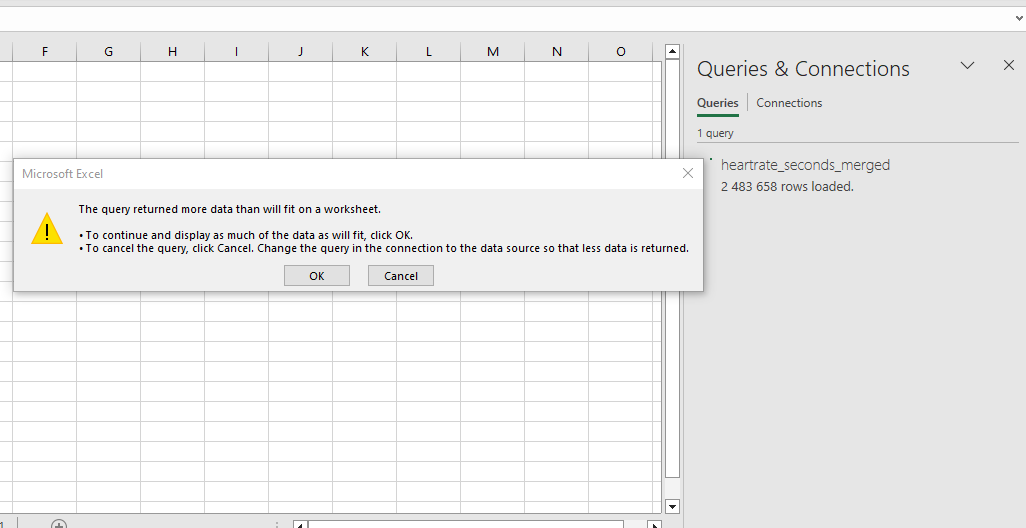 F G H I J K L M N O
Queries & Connections
Queries Connections
1 query
heartrate_seconds_merged
2 483 658 rows loaded.
Microsoft Excel
The query returned more data than will fit on a worksheet.
• To continue and display as much of the data as will fit, click OK.
• To cancel the query, click Cancel. Change the query in the connection to the data source so that less data is returned.
OK Cancel